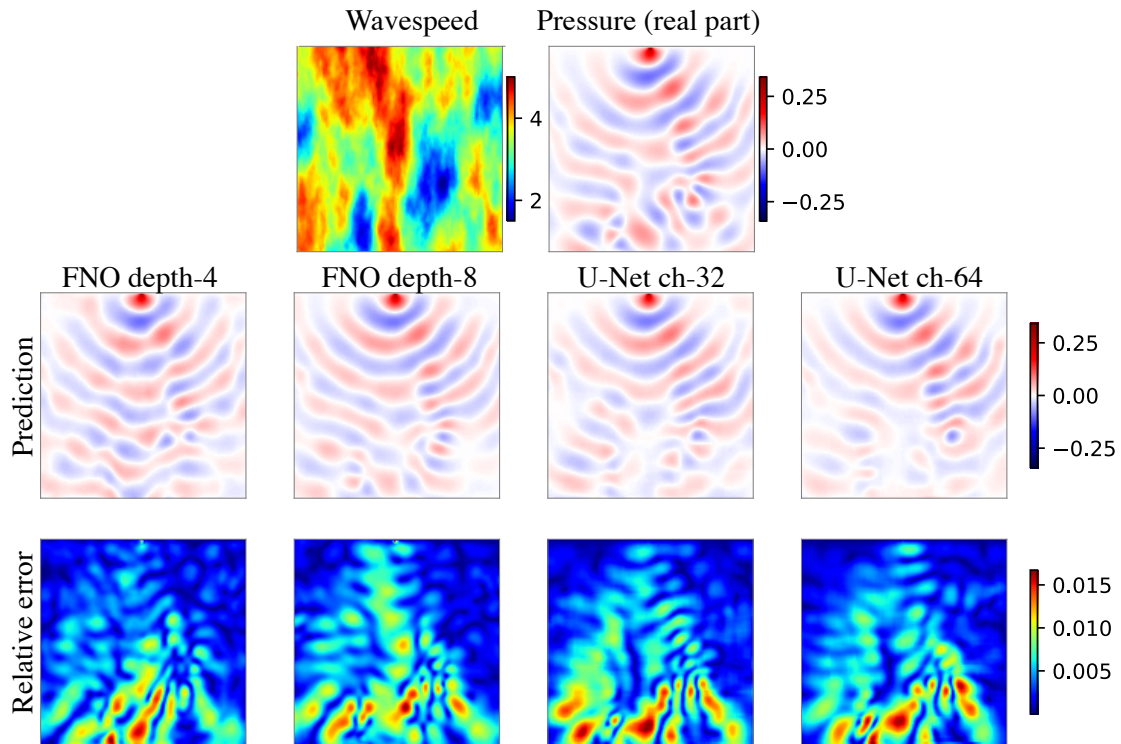 Wavespeed
Pressure (real part)
4
2
0.25
0.00
−0.25
FNO depth-4
FNO depth-8
U-Net ch-32
U-Net ch-64
Prediction
0.25
0.00
−0.25
Relative error
0.015
0.010
0.005